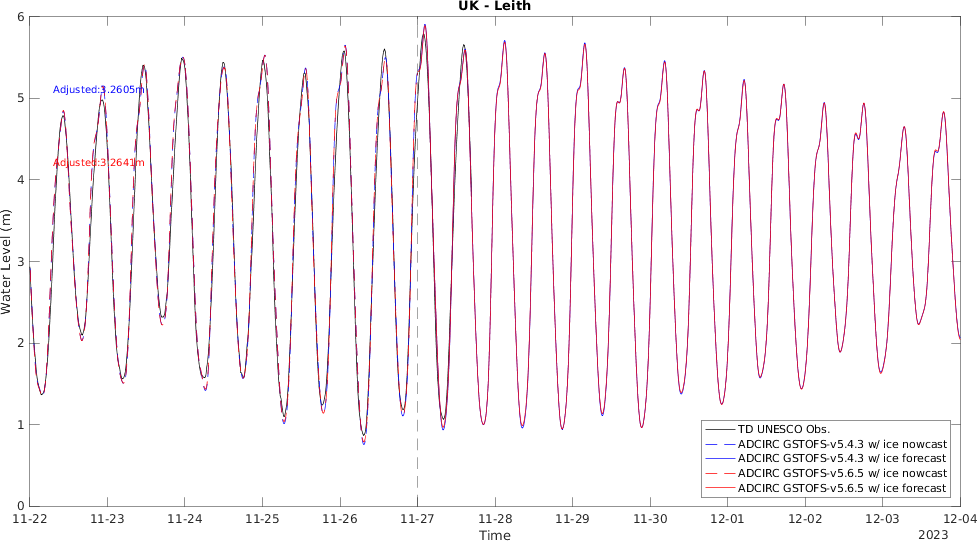 UK - Leith
6
5
4
3
2
1
0
Water Level (m)
Adjusted:3.2605m
Adjusted:3.2641m
TD UNESCO Obs.
ADCIRC GSTOFS-v5.4.3 w/ ice nowcast
ADCIRC GSTOFS-v5.4.3 w/ ice forecast
ADCIRC GSTOFS-v5.6.5 w/ ice nowcast
ADCIRC GSTOFS-v5.6.5 w/ ice forecast
11-22 11-23 11-24 11-25 11-26 11-27 11-28 11-29 11-30 12-01 12-02 12-03 12-04
Time
2023